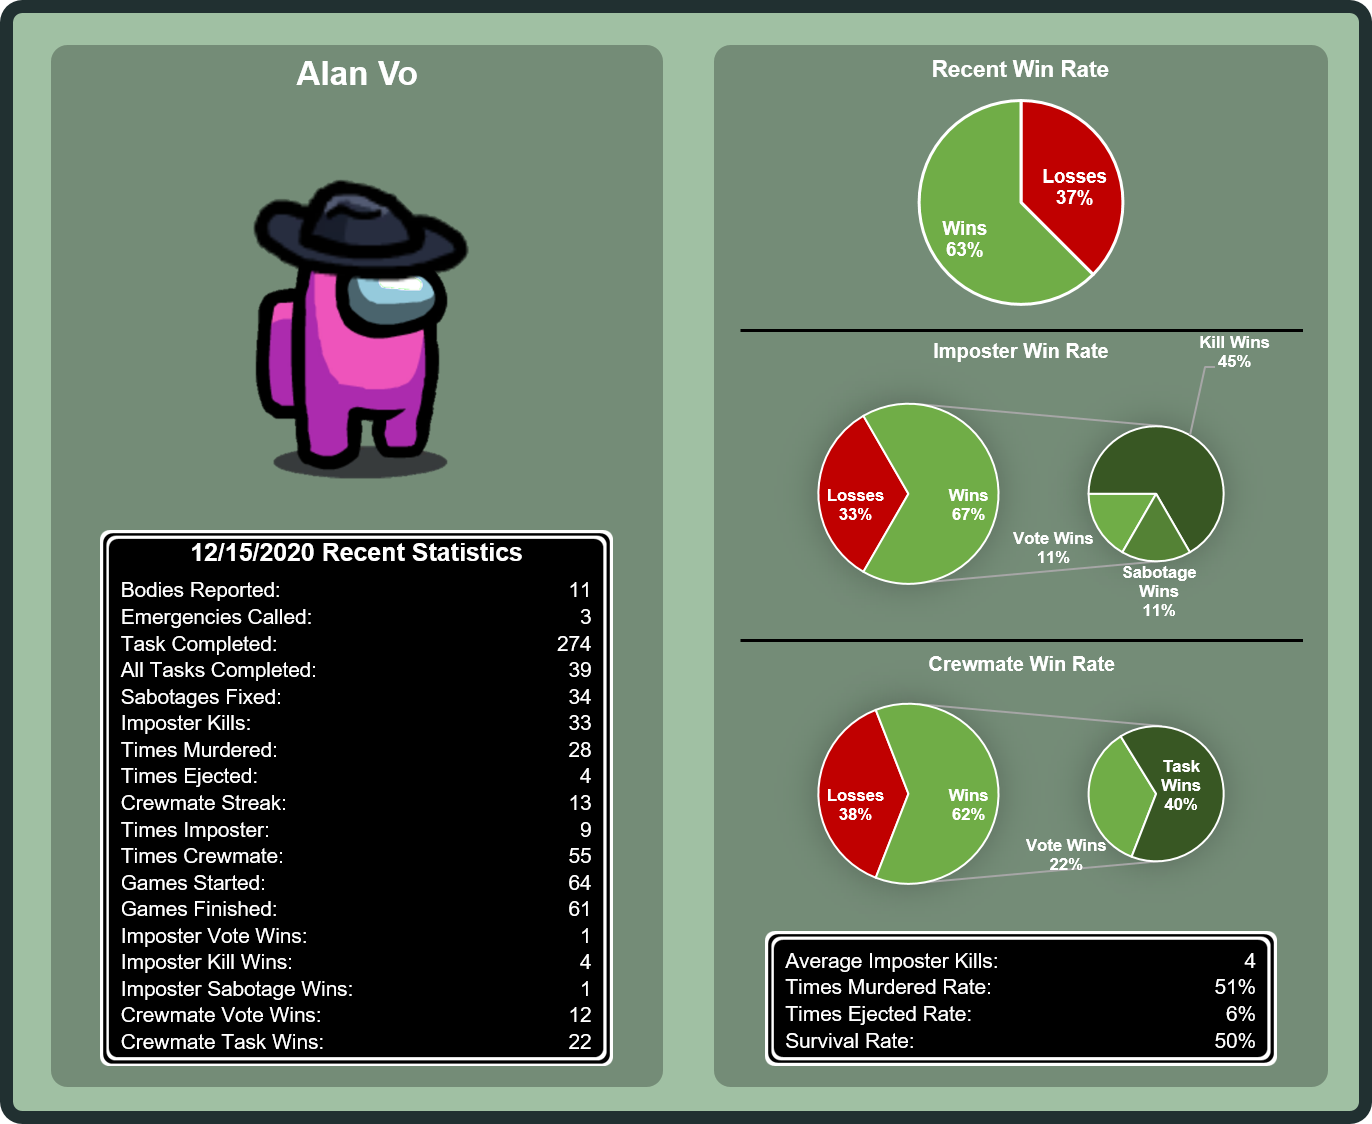 Alan Vo
12/15/2020 Recent Statistics
Bodies Reported: 11
Emergencies Called: 3
Task Completed: 274
All Tasks Completed: 39
Sabotages Fixed: 34
Imposter Kills: 33
Times Murdered: 28
Times Ejected: 4
Crewmate Streak: 13
Times Imposter: 9
Times Crewmate: 55
Games Started: 64
Games Finished: 61
Imposter Vote Wins: 1
Imposter Kill Wins: 4
Imposter Sabotage Wins: 1
Crewmate Vote Wins: 12
Crewmate Task Wins: 22
Recent Win Rate
Losses
37%
Wins
63%
Imposter Win Rate
Kill Wins
45%
Losses
33%
Wins
67%
Vote Wins
11%
Sabotage
Wins
11%
Crewmate Win Rate
Losses
38%
Wins
62%
Task
Wins
40%
Vote Wins
22%
Average Imposter Kills: 4
Times Murdered Rate: 51%
Times Ejected Rate: 6%
Survival Rate: 50%